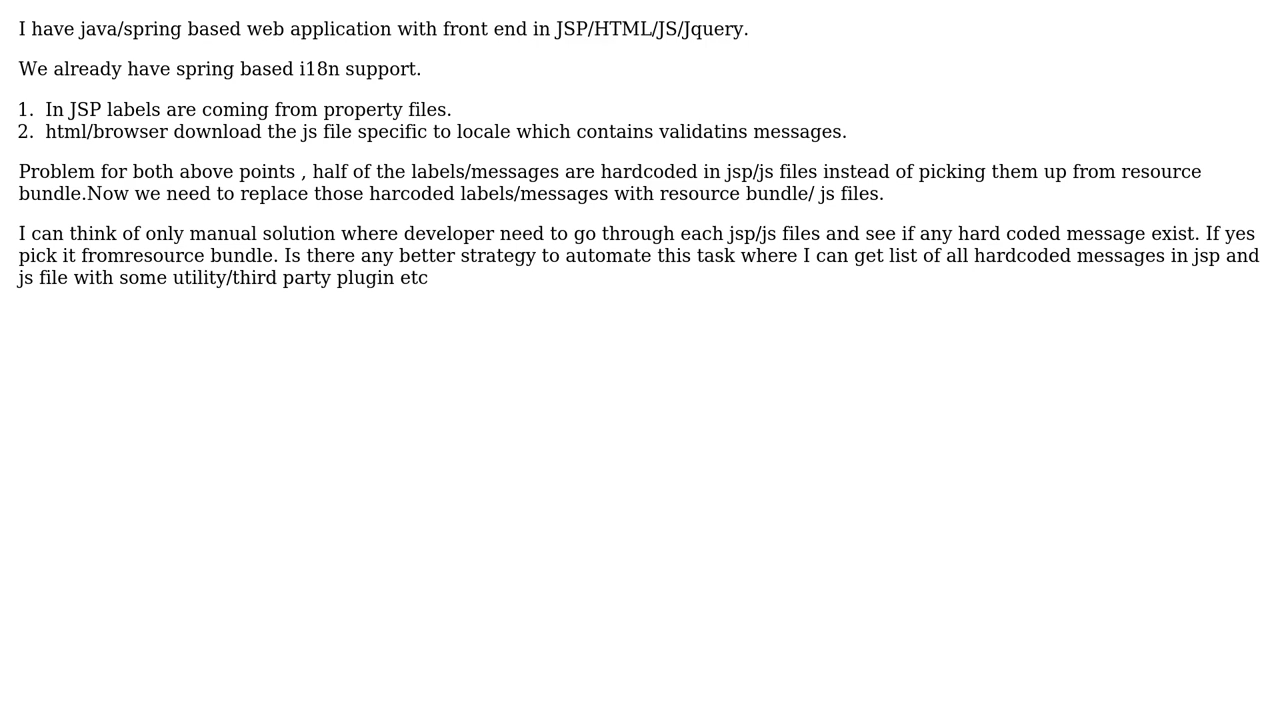 I have java/spring based web application with front end in JSP/HTML/JS/Jquery.
We already have spring based i18n support.
1. In JSP labels are coming from property files.
2. html/browser download the js file specific to locale which contains validatins messages.
Problem for both above points , half of the labels/messages are hardcoded in jsp/js files instead of picking them up from resource
bundle.Now we need to replace those harcoded labels/messages with resource bundle/ js files.
I can think of only manual solution where developer need to go through each jsp/js files and see if any hard coded message exist. If yes
pick it fromresource bundle. Is there any better strategy to automate this task where I can get list of all hardcoded messages in jsp and
js file with some utility/third party plugin etc